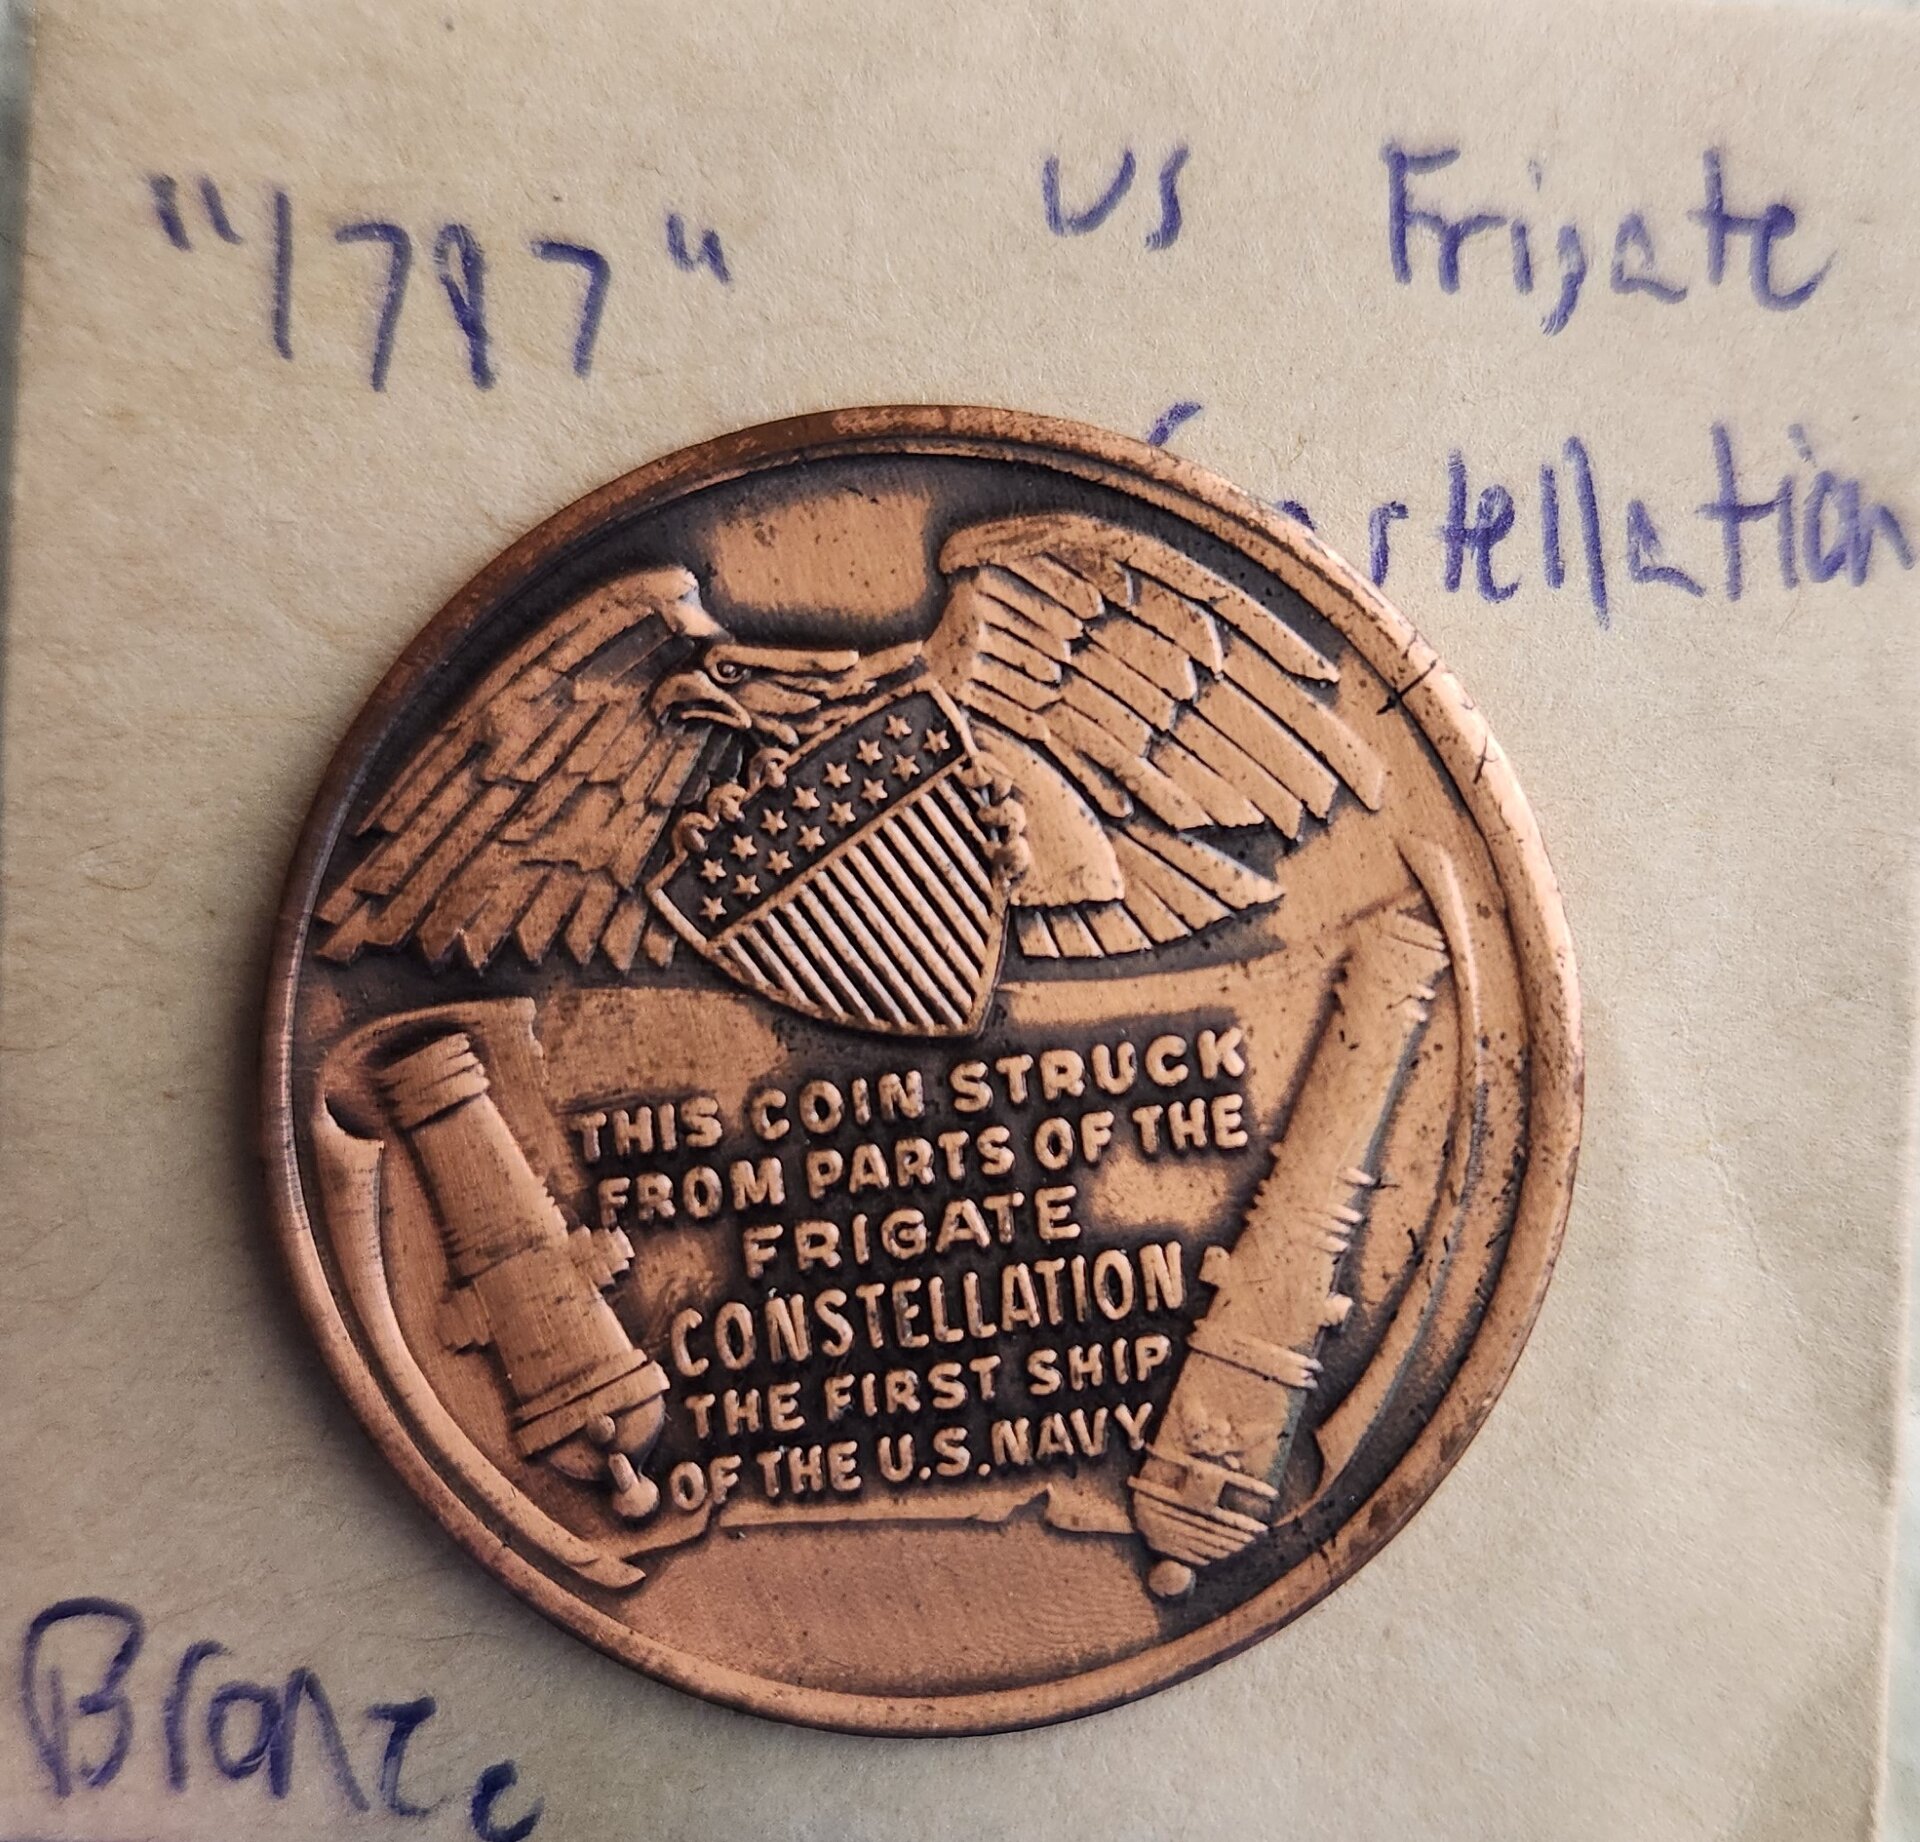 "1797" US Frigate
Constellation
THIS COIN STRUCK
FROM PARTS OF THE
FRIGATE
CONSTELLATION
THE FIRST SHIP
OF THE U.S. NAVY
Bronze